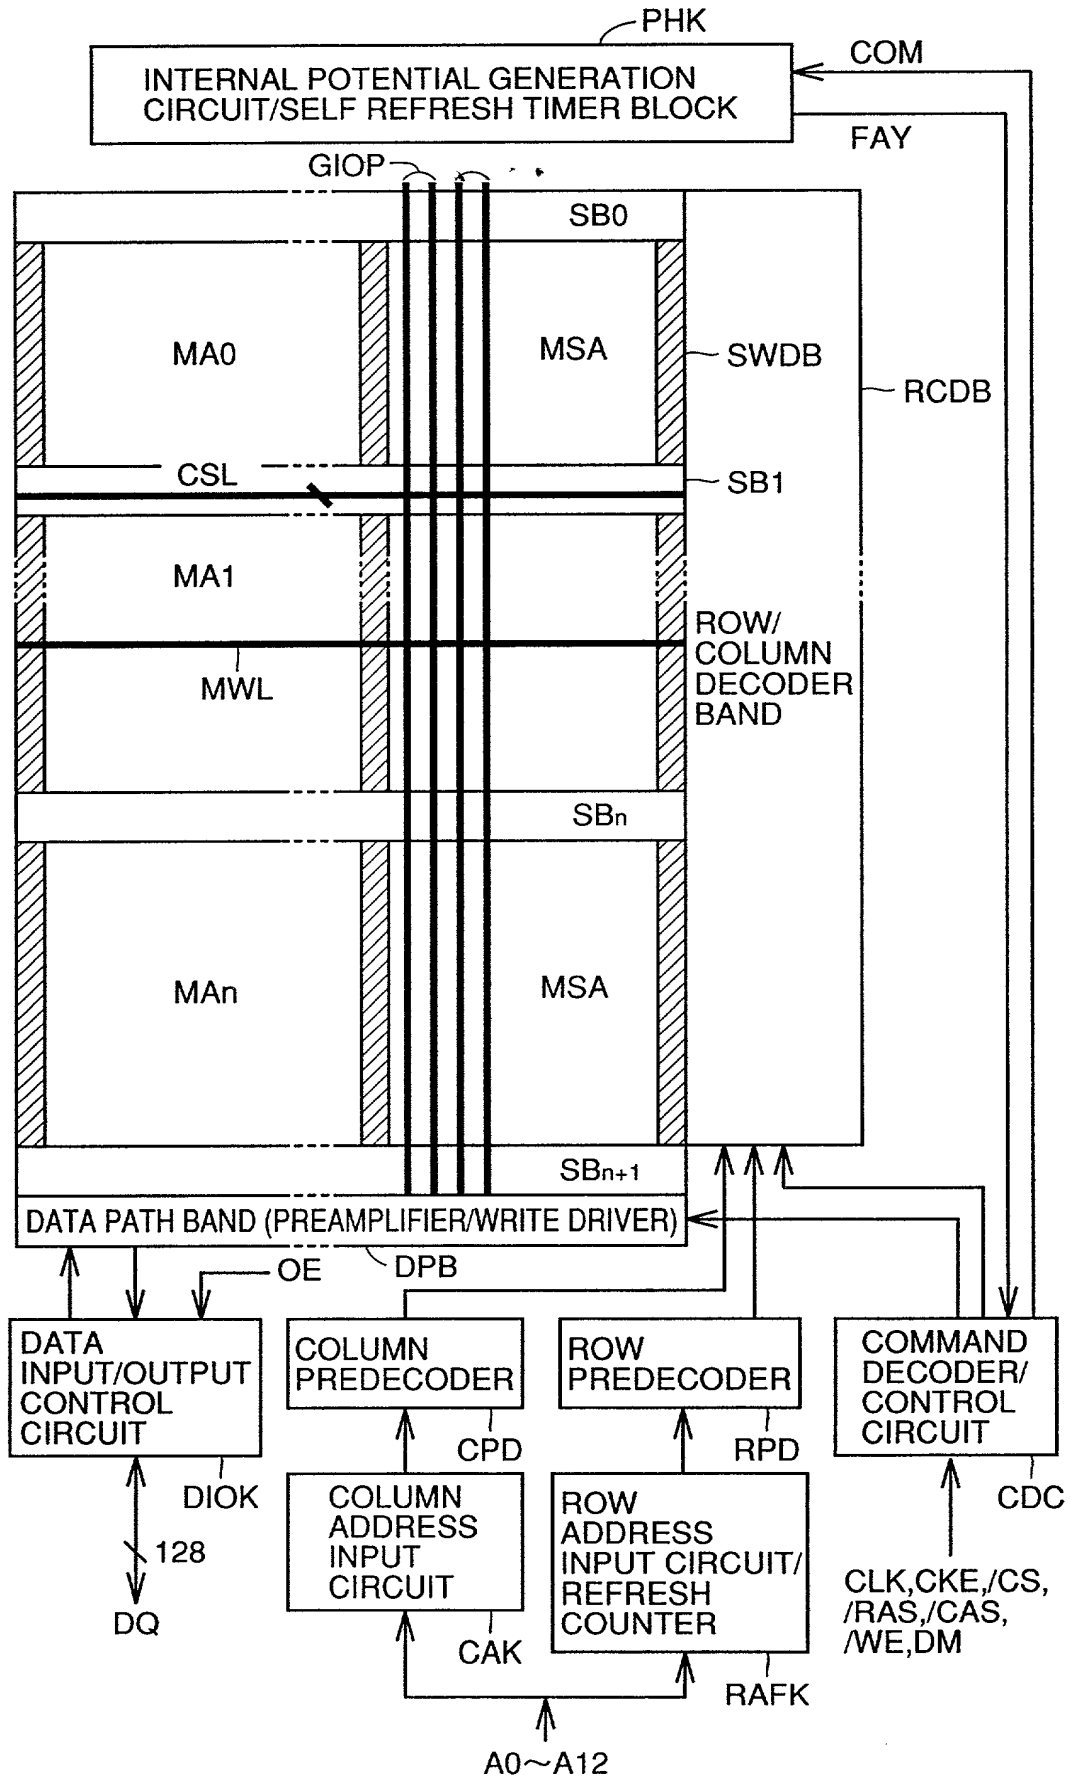 PHK
INTERNAL POTENTIAL GENERATION
CIRCUIT/SELF REFRESH TIMER BLOCK
COM
FAY
GIOP
SB0
MA0
MSA
SWDB
RCDB
CSL
SB1
MA1
ROW/
COLUMN
DECODER
BAND
MWL
SBn
MAn
MSA
SBn+1
DATA PATH BAND (PREAMPLIFIER/WRITE DRIVER)
OE
DPB
DATA
INPUT/OUTPUT
CONTROL
CIRCUIT
COLUMN
PREDECODER
ROW
PREDECODER
COMMAND
DECODER/
CONTROL
CIRCUIT
DIOK
CPD
RPD
CDC
COLUMN
ADDRESS
INPUT
CIRCUIT
ROW
ADDRESS
INPUT CIRCUIT/
REFRESH
COUNTER
128
DQ
CLK,CKE,/CS,
/RAS,/CAS,
/WE,DM
CAK
RAFK
A0~A12